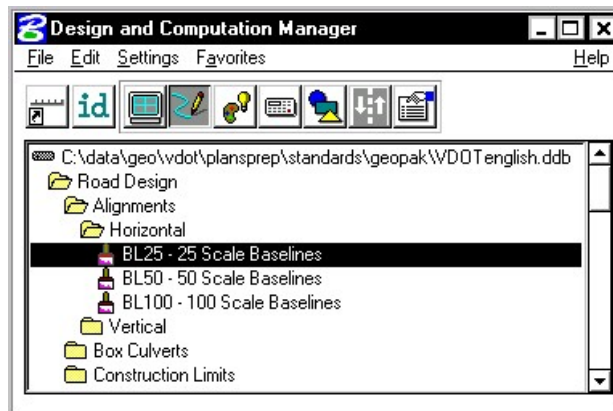 Design and Computation Manager
File Edit Settings Favorites Help
id
C:\data\geo\vdot\plansprep\standards\geopak\VDOTenglish.ddb
Road Design
Alignments
Horizontal
BL25 - 25 Scale Baselines
BL50 - 50 Scale Baselines
BL100 - 100 Scale Baselines
Vertical
Box Culverts
Construction Limits